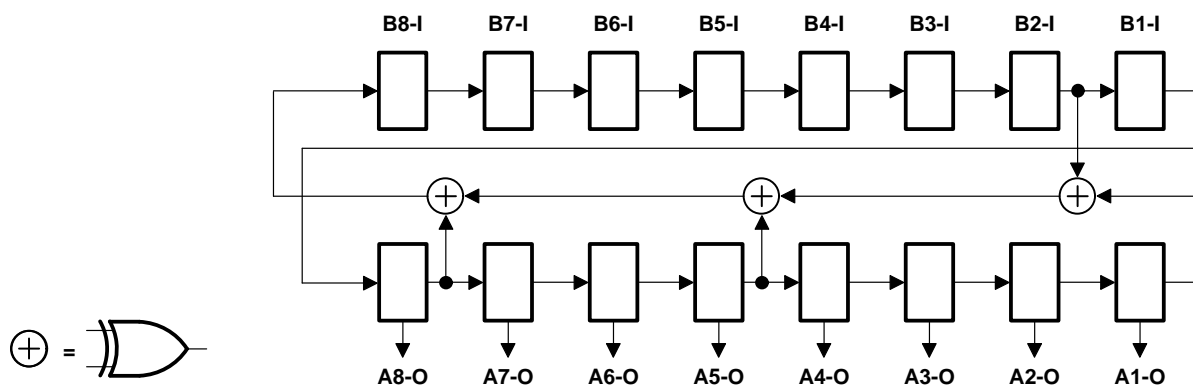 B8-I B7-I B6-I B5-I B4-I B3-I B2-I B1-I
=
A8-O A7-O A6-O A5-O A4-O A3-O A2-O A1-O